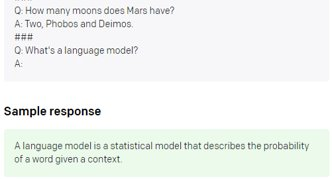 ###
Q: How many moons does Mars have?
A: Two, Phobos and Deimos.
###
Q: What's a language model?
A:
Sample response
A language model is a statistical model that describes the probability
of a word given a context.